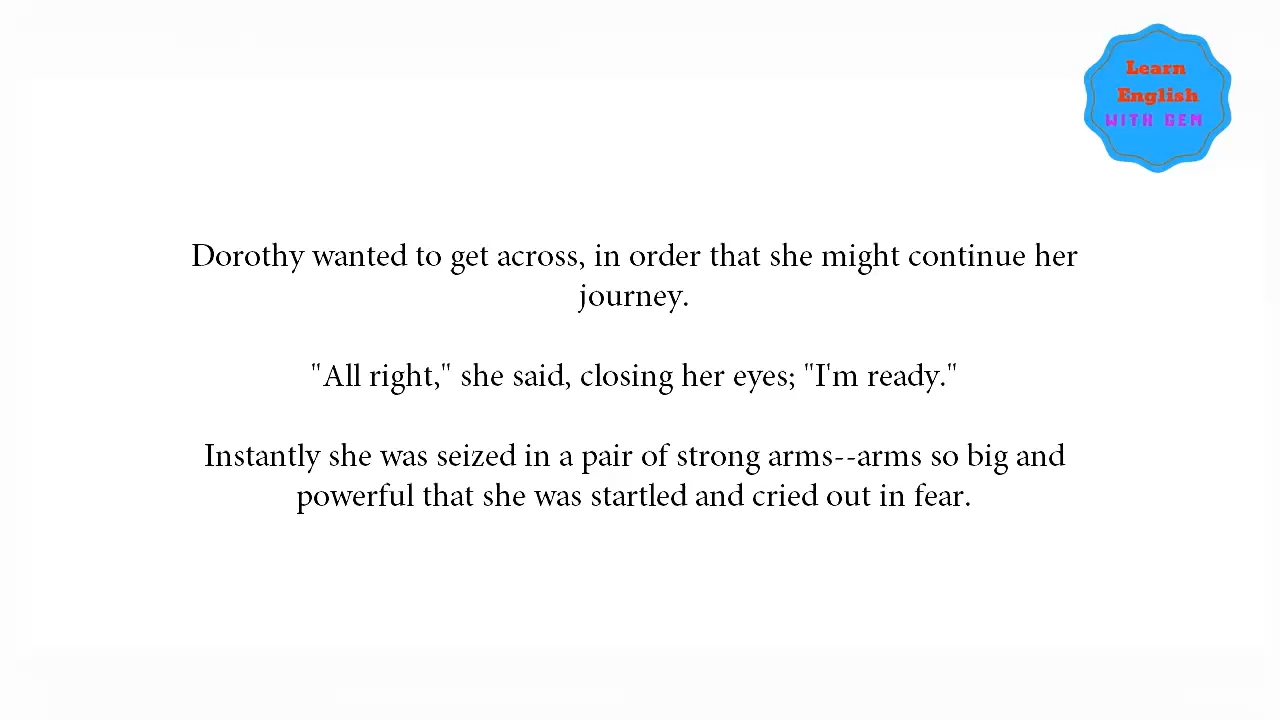 Learn
English
WITH GEM
Dorothy wanted to get across, in order that she might continue her
journey.
"All right," she said, closing her eyes; "I'm ready."
Instantly she was seized in a pair of strong arms--arms so big and
powerful that she was startled and cried out in fear.